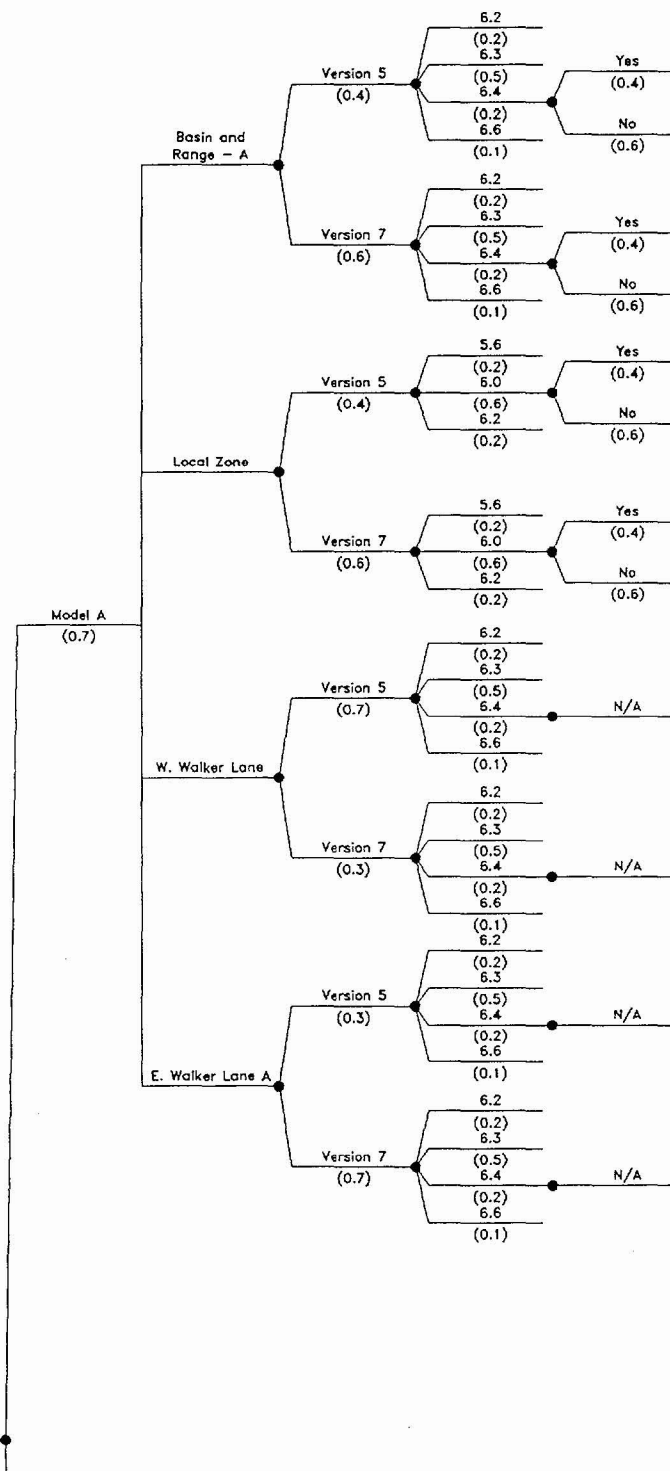 6.2
(0.2)
6.3
Version 5
(0.5)
Yes
(0.4)
6.4
(0.4)
(0.2)
Basin and
6.6
No
Range – A
(0.1)
(0.6)
6.2
(0.2)
6.3
Version 7
(0.5)
Yes
(0.6)
6.4
(0.4)
(0.2)
6.6
No
(0.1)
(0.6)
5.6
Yes
Version 5
(0.2)
(0.4)
(0.4)
6.0
(0.6)
No
6.2
(0.6)
(0.2)
Local Zone
5.6
Yes
Version 7
(0.2)
(0.4)
(0.6)
6.0
(0.6)
No
6.2
(0.6)
(0.2)
Model A
(0.7)
6.2
(0.2)
6.3
Version 5
(0.5)
(0.7)
6.4
N/A
(0.2)
6.6
(0.1)
W. Walker Lane
6.2
(0.2)
6.3
Version 7
(0.5)
(0.3)
6.4
N/A
(0.2)
6.6
(0.1)
6.2
(0.2)
6.3
Version 5
(0.5)
(0.3)
6.4
N/A
(0.2)
6.6
(0.1)
E. Walker Lane A
6.2
(0.2)
6.3
Version 7
(0.5)
(0.7)
6.4
N/A
(0.2)
6.6
(0.1)